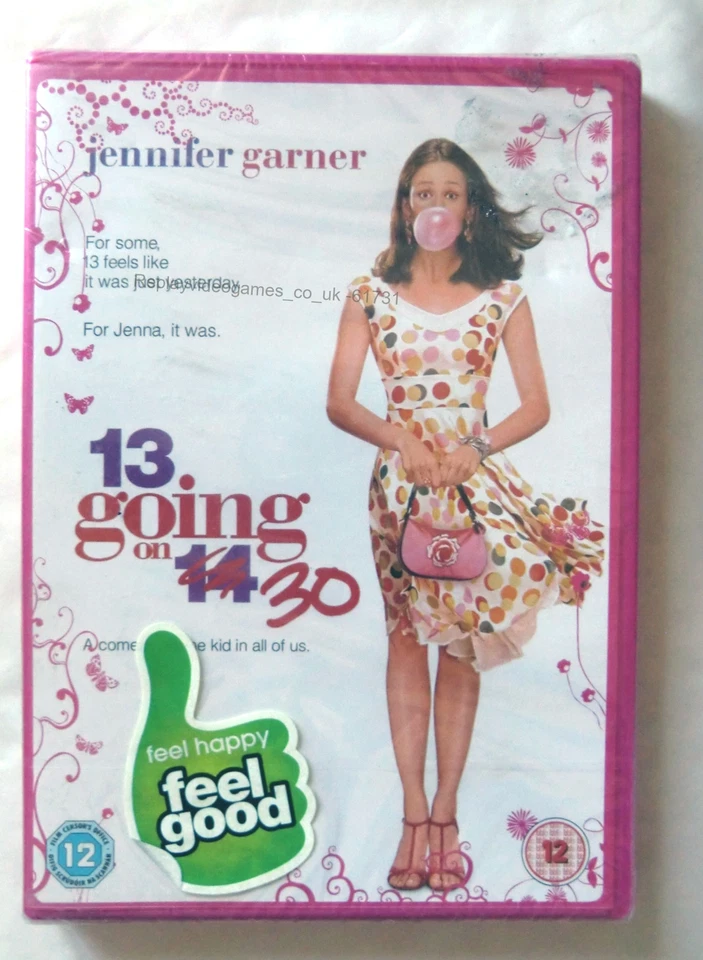 jennifer garner
For some,
13 feels like
it was just yesterday.
For Jenna, it was.
13
going
on 14 30
A come e kid in all of us.
feel happy
feel
good
12
12